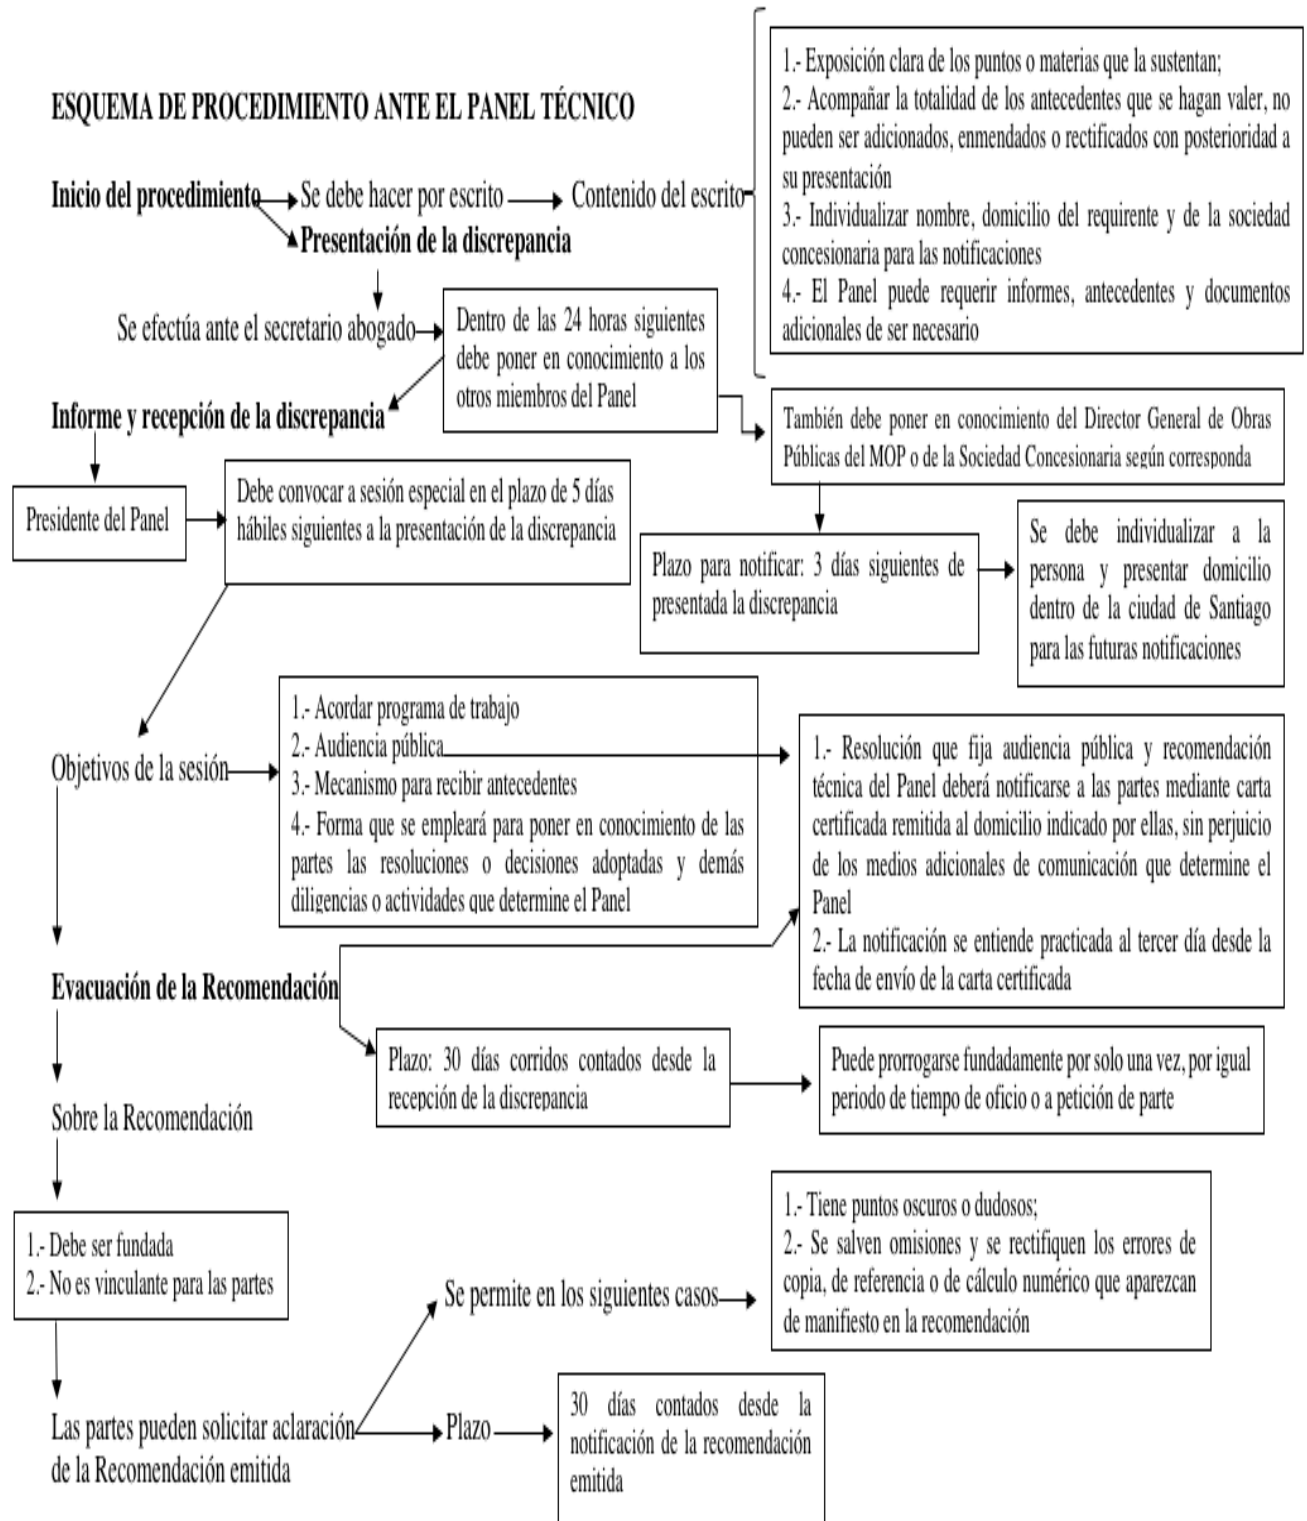 ESQUEMA DE PROCEDIMIENTO ANTE EL PANEL TÉCNICO
Inicio del procedimiento
Se debe hacer por escrito
Contenido del escrito
1.- Exposición clara de los puntos o materias que la sustentan;
2.- Acompañar la totalidad de los antecedentes que se hagan valer, no
pueden ser adicionados, enmendados o rectificados con posterioridad a
su presentación
3.- Individualizar nombre, domicilio del requirente y de la sociedad
concesionaria para las notificaciones
4.- El Panel puede requerir informes, antecedentes y documentos
adicionales de ser necesario
Presentación de la discrepancia
Se efectúa ante el secretario abogado
Dentro de las 24 horas siguientes
debe poner en conocimiento a los
otros miembros del Panel
También debe poner en conocimiento del Director General de Obras
Públicas del MOP o de la Sociedad Concesionaria según corresponda
Informe y recepción de la discrepancia
Presidente del Panel
Debe convocar a sesión especial en el plazo de 5 días
hábiles siguientes a la presentación de la discrepancia
Plazo para notificar: 3 días siguientes de
presentada la discrepancia
Se debe individualizar a la
persona y presentar domicilio
dentro de la ciudad de Santiago
para las futuras notificaciones
Objetivos de la sesión
1.- Acordar programa de trabajo
2.- Audiencia pública
3.- Mecanismo para recibir antecedentes
4.- Forma que se empleará para poner en conocimiento de las
partes las resoluciones o decisiones adoptadas y demás
diligencias o actividades que determine el Panel
1.- Resolución que fija audiencia pública y recomendación
técnica del Panel deberá notificarse a las partes mediante carta
certificada remitida al domicilio indicado por ellas, sin perjuicio
de los medios adicionales de comunicación que determine el
Panel
2.- La notificación se entiende practicada al tercer día desde la
fecha de envío de la carta certificada
Evacuación de la Recomendación
Plazo: 30 días corridos contados desde la
recepción de la discrepancia
Puede prorrogarse fundadamente por solo una vez, por igual
periodo de tiempo de oficio o a petición de parte
Sobre la Recomendación
1.- Debe ser fundada
2.- No es vinculante para las partes
Se permite en los siguientes casos
1.- Tiene puntos oscuros o dudosos;
2.- Se salven omisiones y se rectifiquen los errores de
copia, de referencia o de cálculo numérico que aparezcan
de manifiesto en la recomendación
Las partes pueden solicitar aclaración
de la Recomendación emitida
Plazo
30 días contados desde la
notificación de la recomendación
emitida